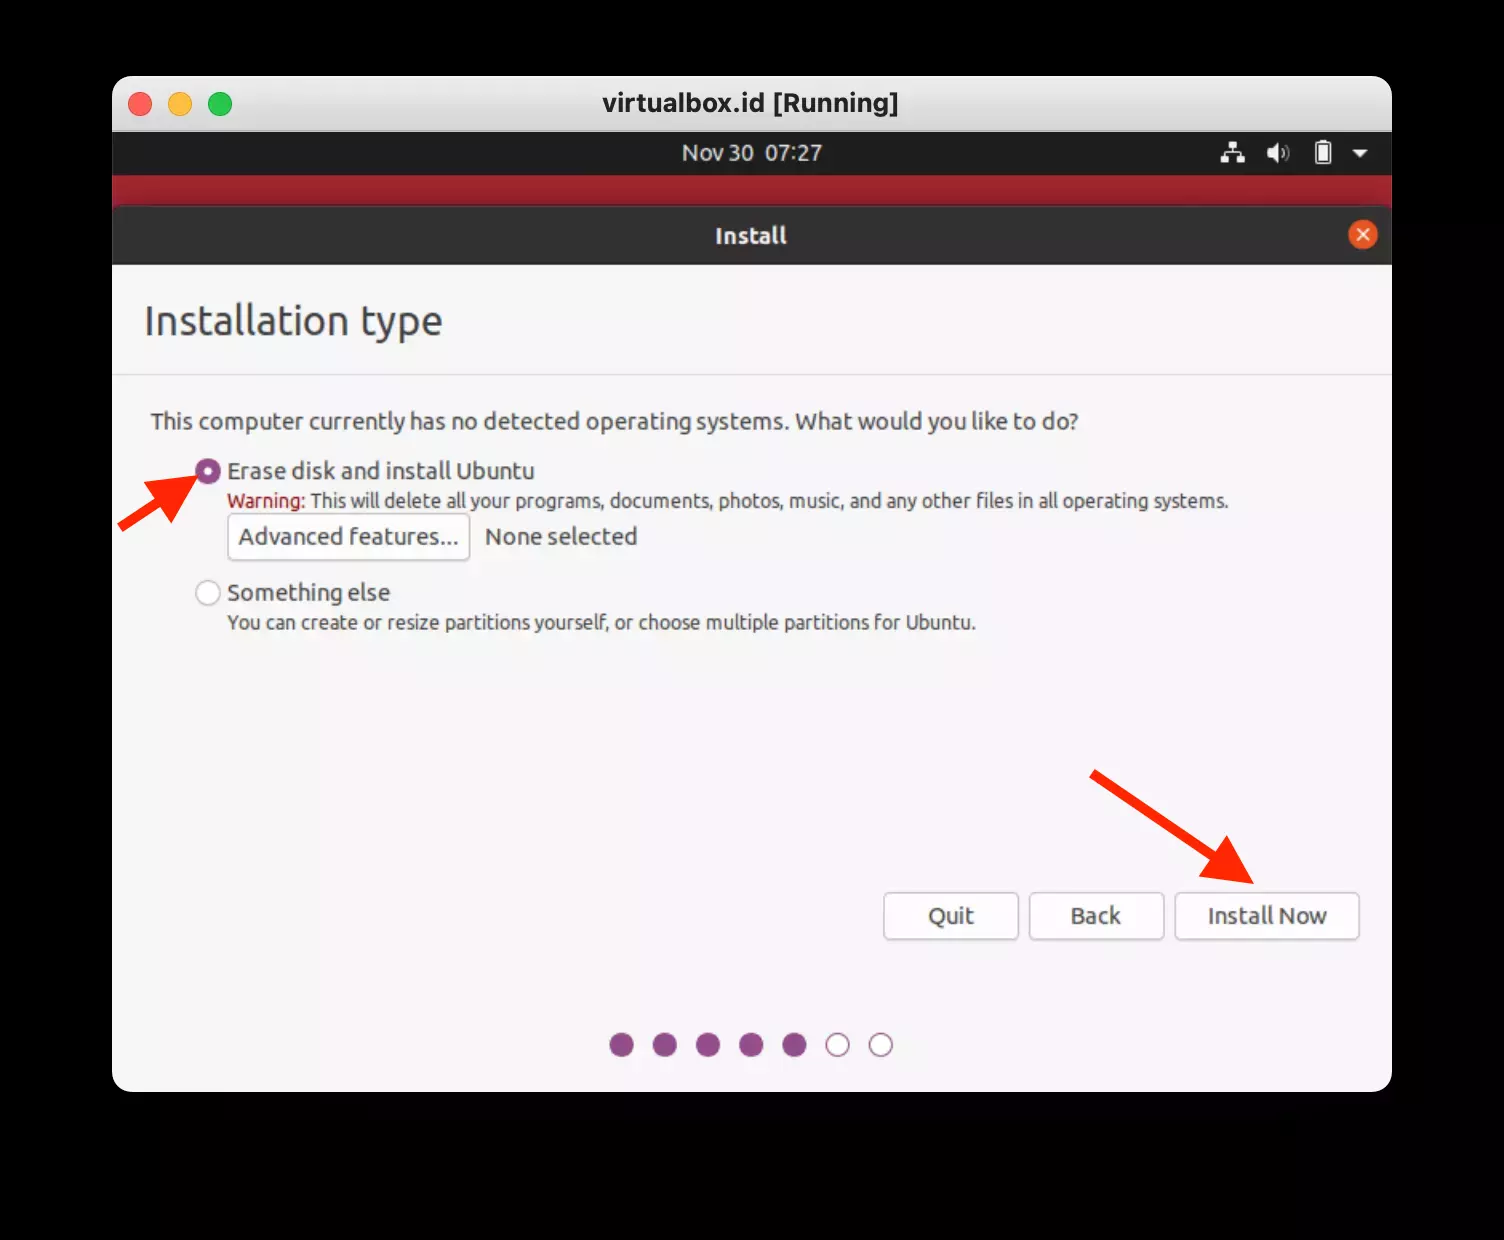 virtualbox.id [Running]
Nov 30 07:27
Install
Installation type
This computer currently has no detected operating systems. What would you like to do?
Erase disk and install Ubuntu
Warning: This will delete all your programs, documents, photos, music, and any other files in all operating systems.
Advanced features... None selected
Something else
You can create or resize partitions yourself, or choose multiple partitions for Ubuntu.
Quit Back Install Now